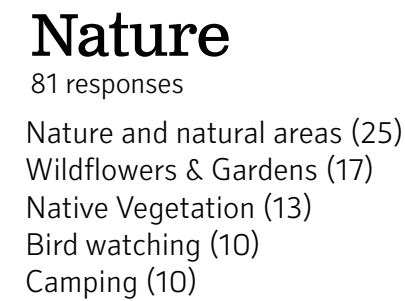 Nature
81 responses
Nature and natural areas (25)
Wildflowers & Gardens (17)
Native Vegetation (13)
Bird watching (10)
Camping (10)